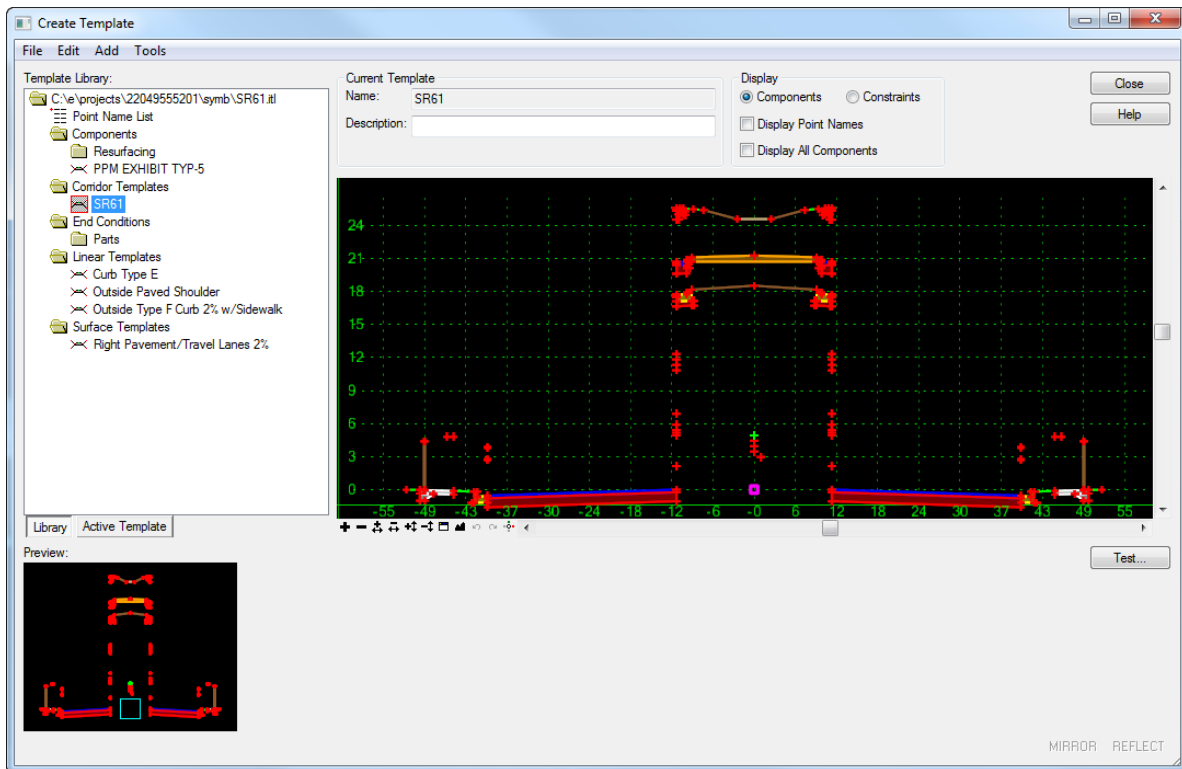 Create Template
File Edit Add Tools
Template Library:
C:\e\projects\22049555201\symb\SR61.itl
Point Name List
Components
Resurfacing
PPM EXHIBIT TYP-5
Corridor Templates
SR61
End Conditions
Parts
Linear Templates
Curb Type E
Outside Paved Shoulder
Outside Type F Curb 2% w/Sidewalk
Surface Templates
Right Pavement/Travel Lanes 2%
Library Active Template
Preview:
Current Template
Name: SR61
Description:
Display
Components Constraints
Display Point Names
Display All Components
Close
Help
24
21
18
15
12
9
6
3
0
-55 -49 -43 -37 -30 -24 -18 -12 -6 -0 6 12 18 24 30 37 43 49 55
Test...
MIRROR REFLECT